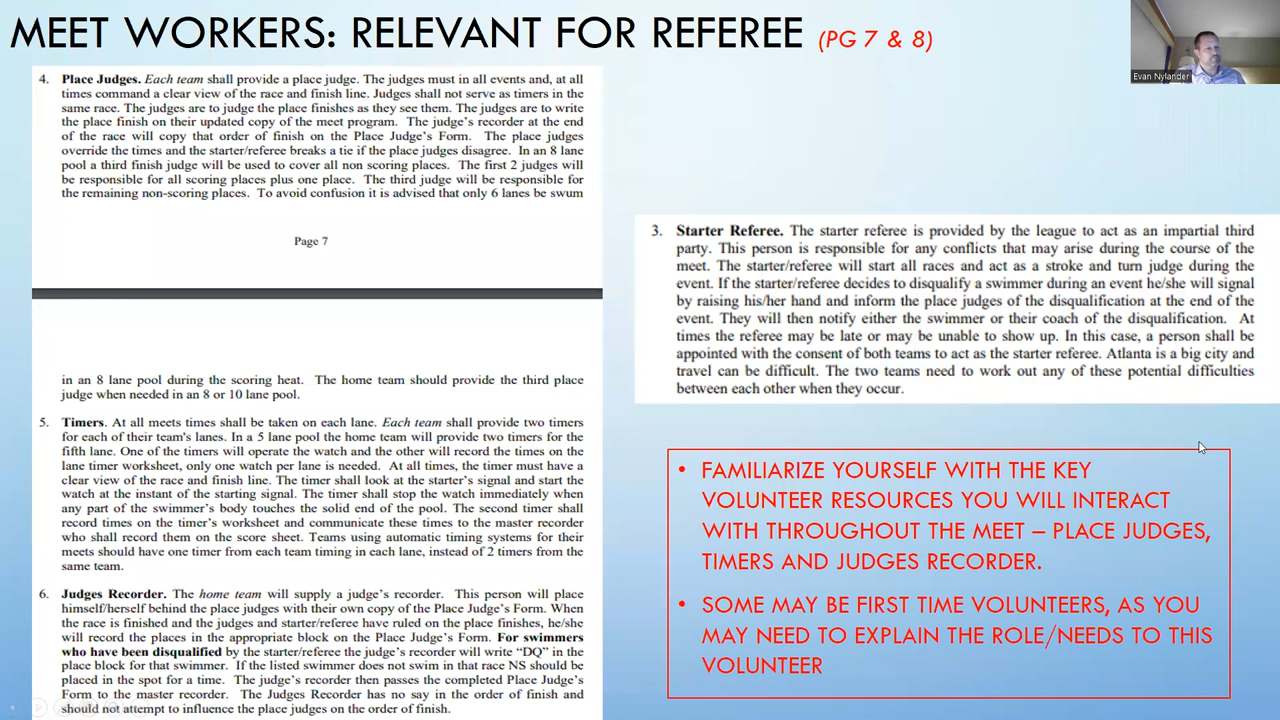 MEET WORKERS: RELEVANT FOR REFEREE (PG 7 & 8)
Evan Nylander
4. Place Judges. Each team shall provide a place judge. The judges must in all events and, at all
times command a clear view of the race and finish line. Judges shall not serve as timers in the
same race. The judges are to judge the place finishes as they see them. The judges are to write
the place finish on their updated copy of the meet program. The judge's recorder at the end
of the race will copy that order of finish on the Place Judge's Form. The place judges
override the times and the starter/referee breaks a tie if the place judges disagree. In an 8 lane
pool a third finish judge will be used to cover all non scoring places. The first 2 judges will
be responsible for all scoring places plus one place. The third judge will be responsible for
the remaining non-scoring places. To avoid confusion it is advised that only 6 lanes be swum
Page 7
in an 8 lane pool during the scoring heat. The home team should provide the third place
judge when needed in an 8 or 10 lane pool.
5. Timers. At all meets times shall be taken on each lane. Each team shall provide two timers
for each of their team's lanes. In a 5 lane pool the home team will provide two timers for the
fifth lane. One of the timers will operate the watch and the other will record the times on the
lane timer worksheet, only one watch per lane is needed. At all times, the timer must have a
clear view of the race and finish line. The timer shall look at the starter's signal and start the
watch at the instant of the starting signal. The timer shall stop the watch immediately when
any part of the swimmer's body touches the solid end of the pool. The second timer shall
record times on the timer's worksheet and communicate these times to the master recorder
who shall record them on the score sheet. Teams using automatic timing systems for their
meets should have one timer from each team timing in each lane, instead of 2 timers from the
same team.
6. Judges Recorder. The home team will supply a judge's recorder. This person will place
himself/herself behind the place judges with their own copy of the Place Judge's Form. When
the race is finished and the judges and starter/referee have ruled on the place finishes, he/she
will record the places in the appropriate block on the Place Judge's Form. For swimmers
who have been disqualified by the starter/referee the judge's recorder will write "DQ" in the
place block for that swimmer. If the listed swimmer does not swim in that race NS should be
placed in the spot for a time. The judge's recorder then passes the completed Place Judge's
Form to the master recorder. The Judges Recorder has no say in the order of finish and
should not attempt to influence the place judges on the order of finish.
3. Starter Referee. The starter referee is provided by the league to act as an impartial third
party. This person is responsible for any conflicts that may arise during the course of the
meet. The starter/referee will start all races and act as a stroke and turn judge during the
event. If the starter/referee decides to disqualify a swimmer during an event he/she will signal
by raising his/her hand and inform the place judges of the disqualification at the end of the
event. They will then notify either the swimmer or their coach of the disqualification. At
times the referee may be late or may be unable to show up. In this case, a person shall be
appointed with the consent of both teams to act as the starter referee. Atlanta is a big city and
travel can be difficult. The two teams need to work out any of these potential difficulties
between each other when they occur.
• FAMILIARIZE YOURSELF WITH THE KEY
VOLUNTEER RESOURCES YOU WILL INTERACT
WITH THROUGHOUT THE MEET – PLACE JUDGES,
TIMERS AND JUDGES RECORDER.
• SOME MAY BE FIRST TIME VOLUNTEERS, AS YOU
MAY NEED TO EXPLAIN THE ROLE/NEEDS TO THIS
VOLUNTEER